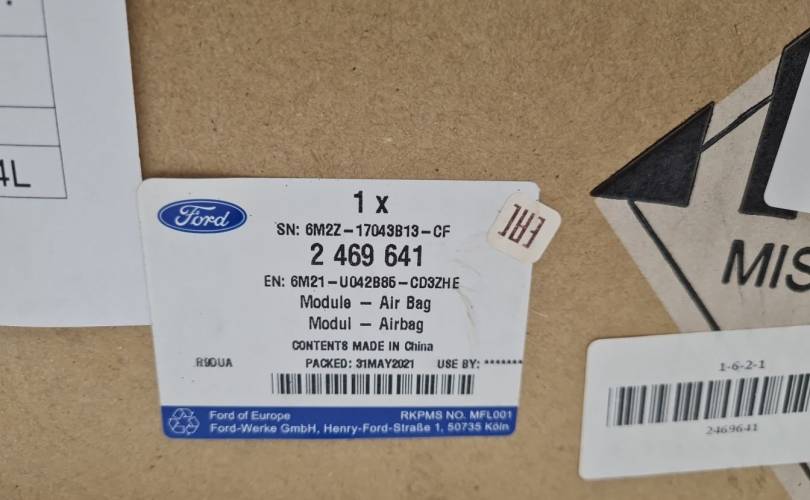 4L
Ford
1 x
SN: 6M2Z-17043B13-CF
2 469 641
EN: 6M21-U042B85-CD3ZHE
Module - Air Bag
Modul - Airbag
CONTENTS MADE IN China
R90UA PACKED: 31MAY2021 USE BY: *******
Ford of Europe RKPMS NO. MFL001
Ford-Werke GmbH, Henry-Ford-Straße 1, 50735 Köln
EAC
MIS
1-6-2-1
2469641